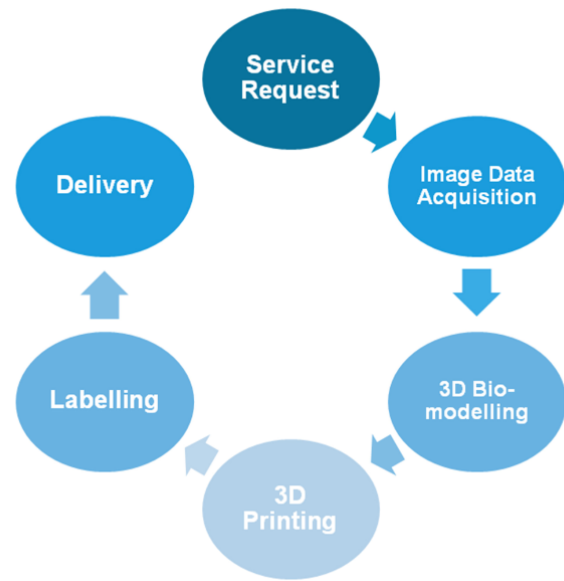 Service
Request
Image Data
Acquisition
3D Bio-
modelling
3D
Printing
Labelling
Delivery